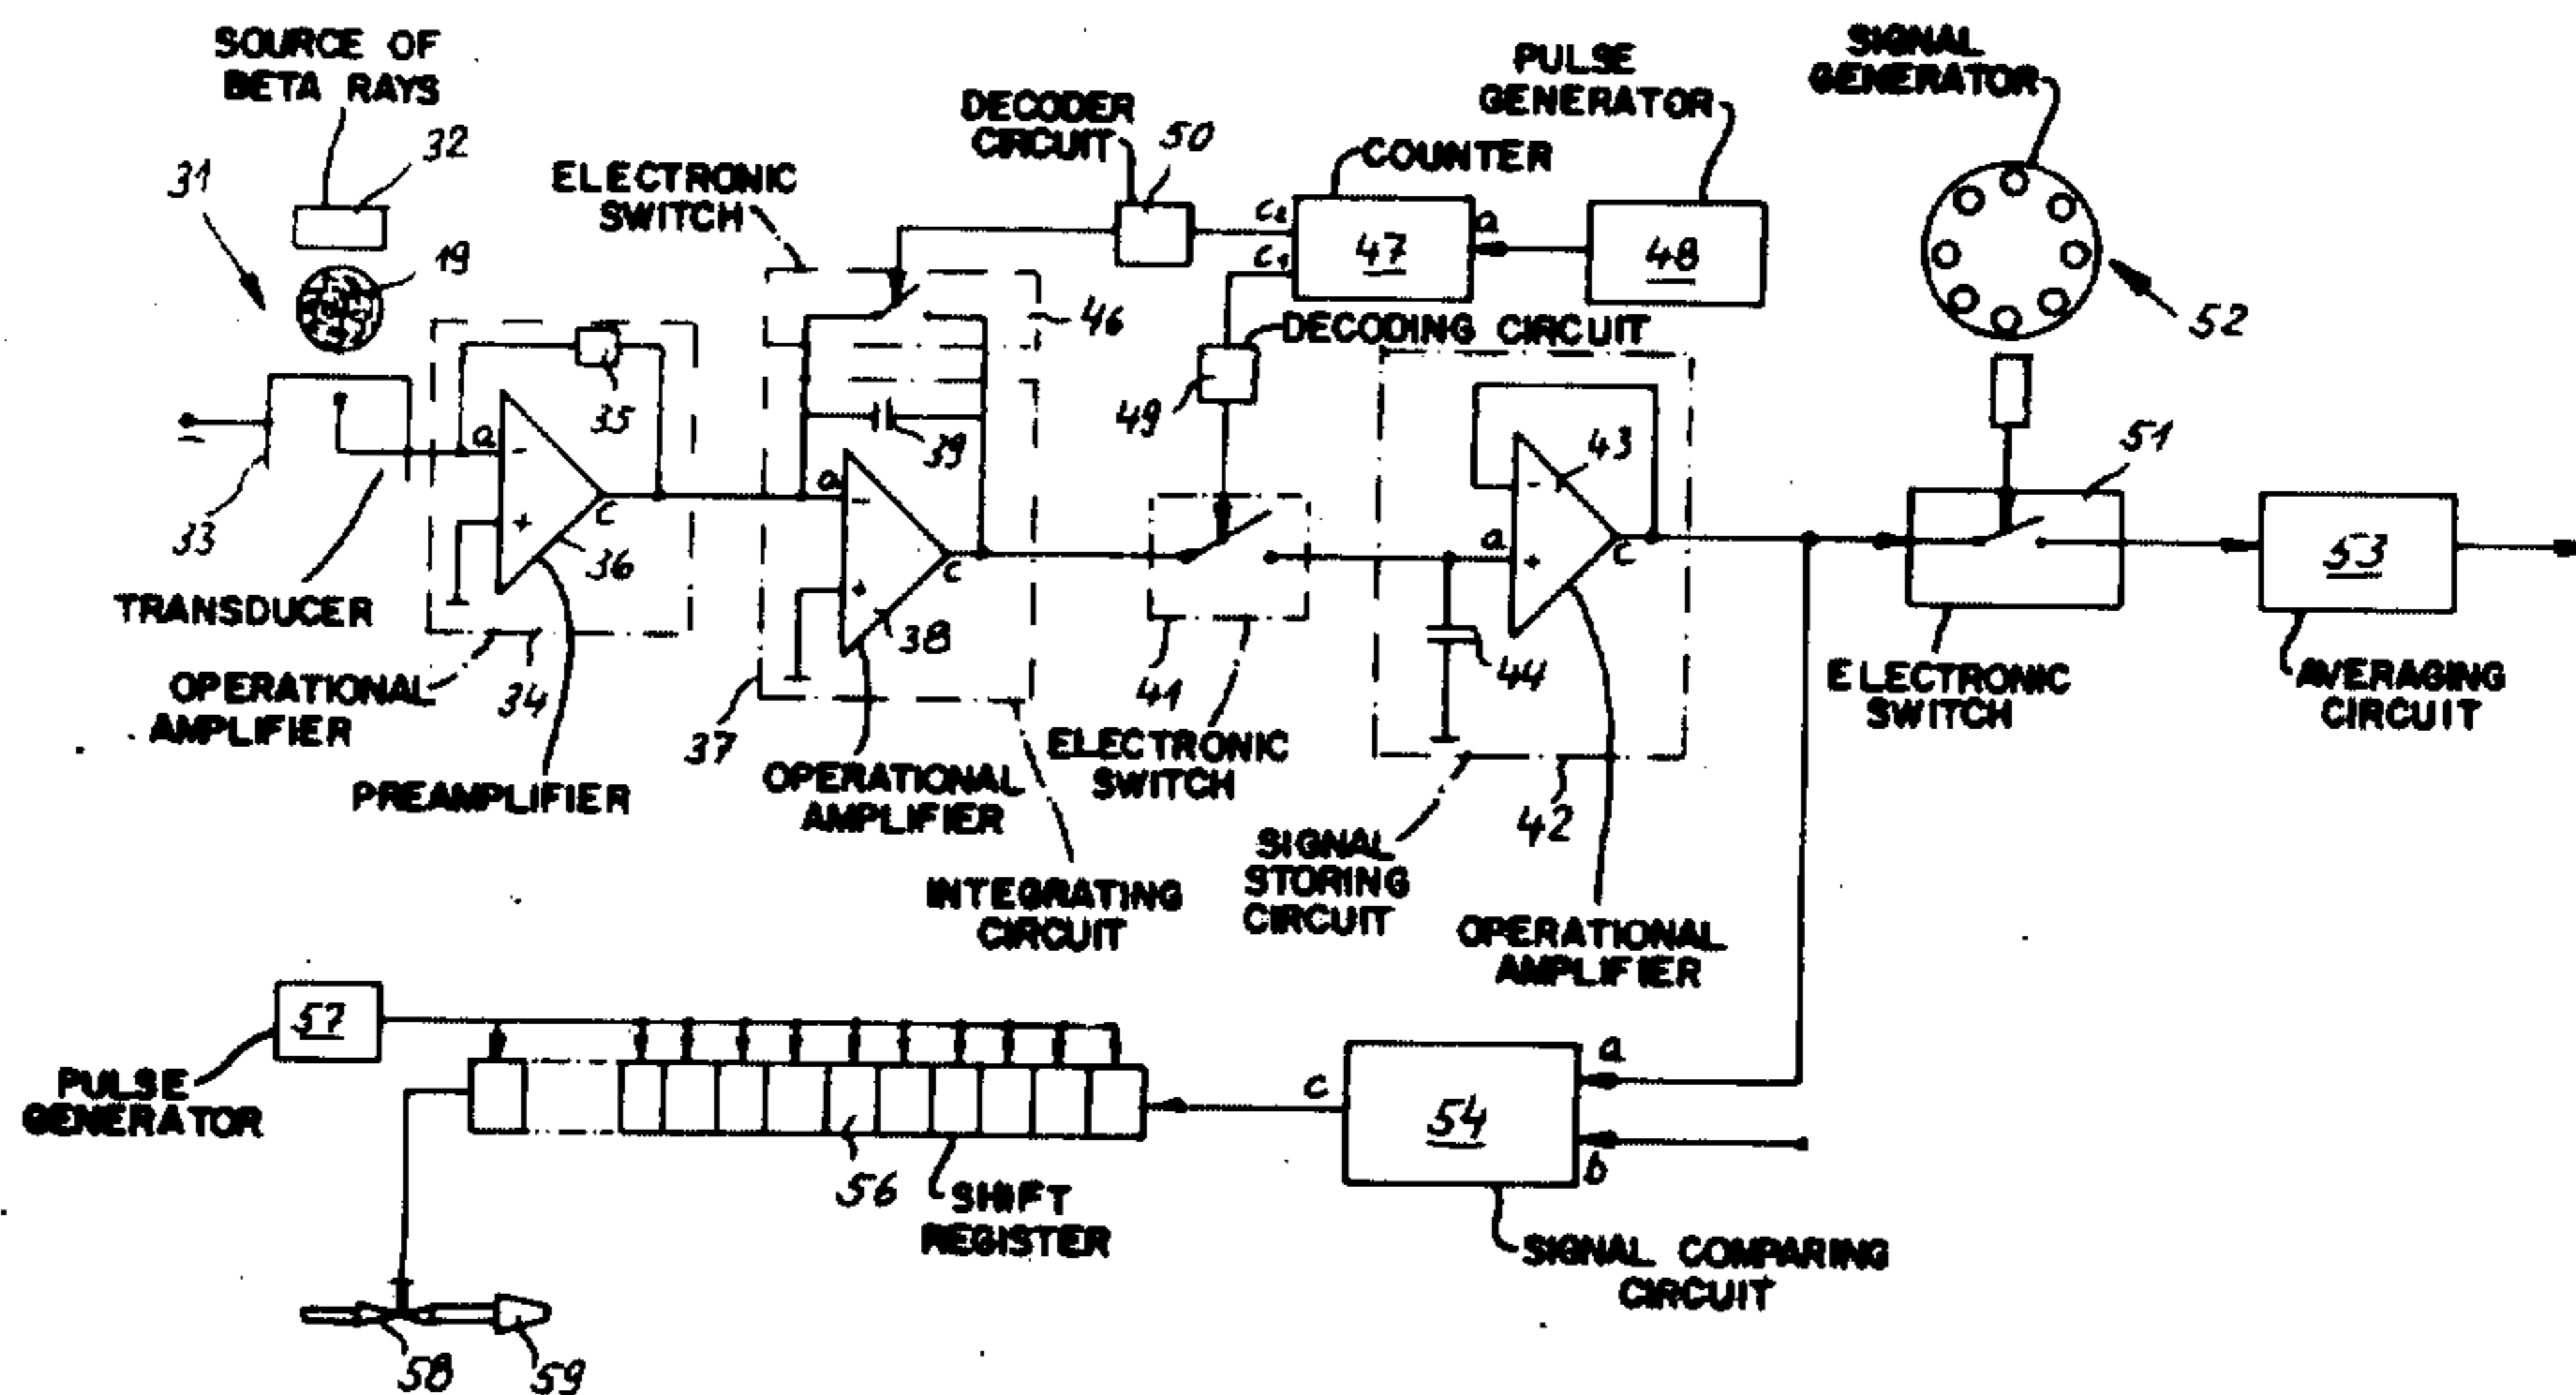 SOURCE OF
BETA RAYS
32
31
19
33
TRANSDUCER
a
-
+
c
35
36
OPERATIONAL
AMPLIFIER
34
PREAMPLIFIER
ELECTRONIC
SWITCH
46
39
a
-
+
c
38
37
OPERATIONAL
AMPLIFIER
INTEGRATING
CIRCUIT
DECODER
CIRCUIT
50
COUNTER
c2
c1
47
a
PULSE
GENERATOR
48
DECODING CIRCUIT
49
41
ELECTRONIC
SWITCH
43
a
-
+
c
44
42
SIGNAL
STORING
CIRCUIT
OPERATIONAL
AMPLIFIER
SIGNAL
GENERATOR
52
51
ELECTRONIC
SWITCH
53
AVERAGING
CIRCUIT
57
PULSE
GENERATOR
56
SHIFT
REGISTER
c
54
a
b
SIGNAL COMPARING
CIRCUIT
58
59